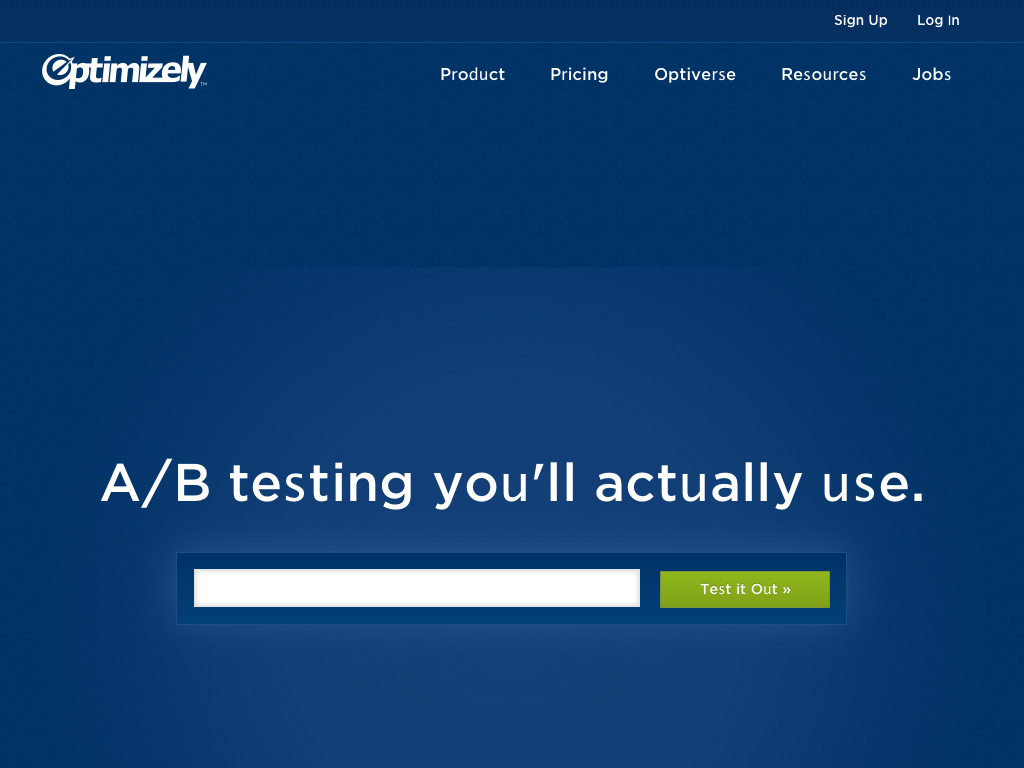 Sign Up Log In
Optimizely™
Product Pricing Optiverse Resources Jobs
A/B testing you'll actually use.
Test it Out »